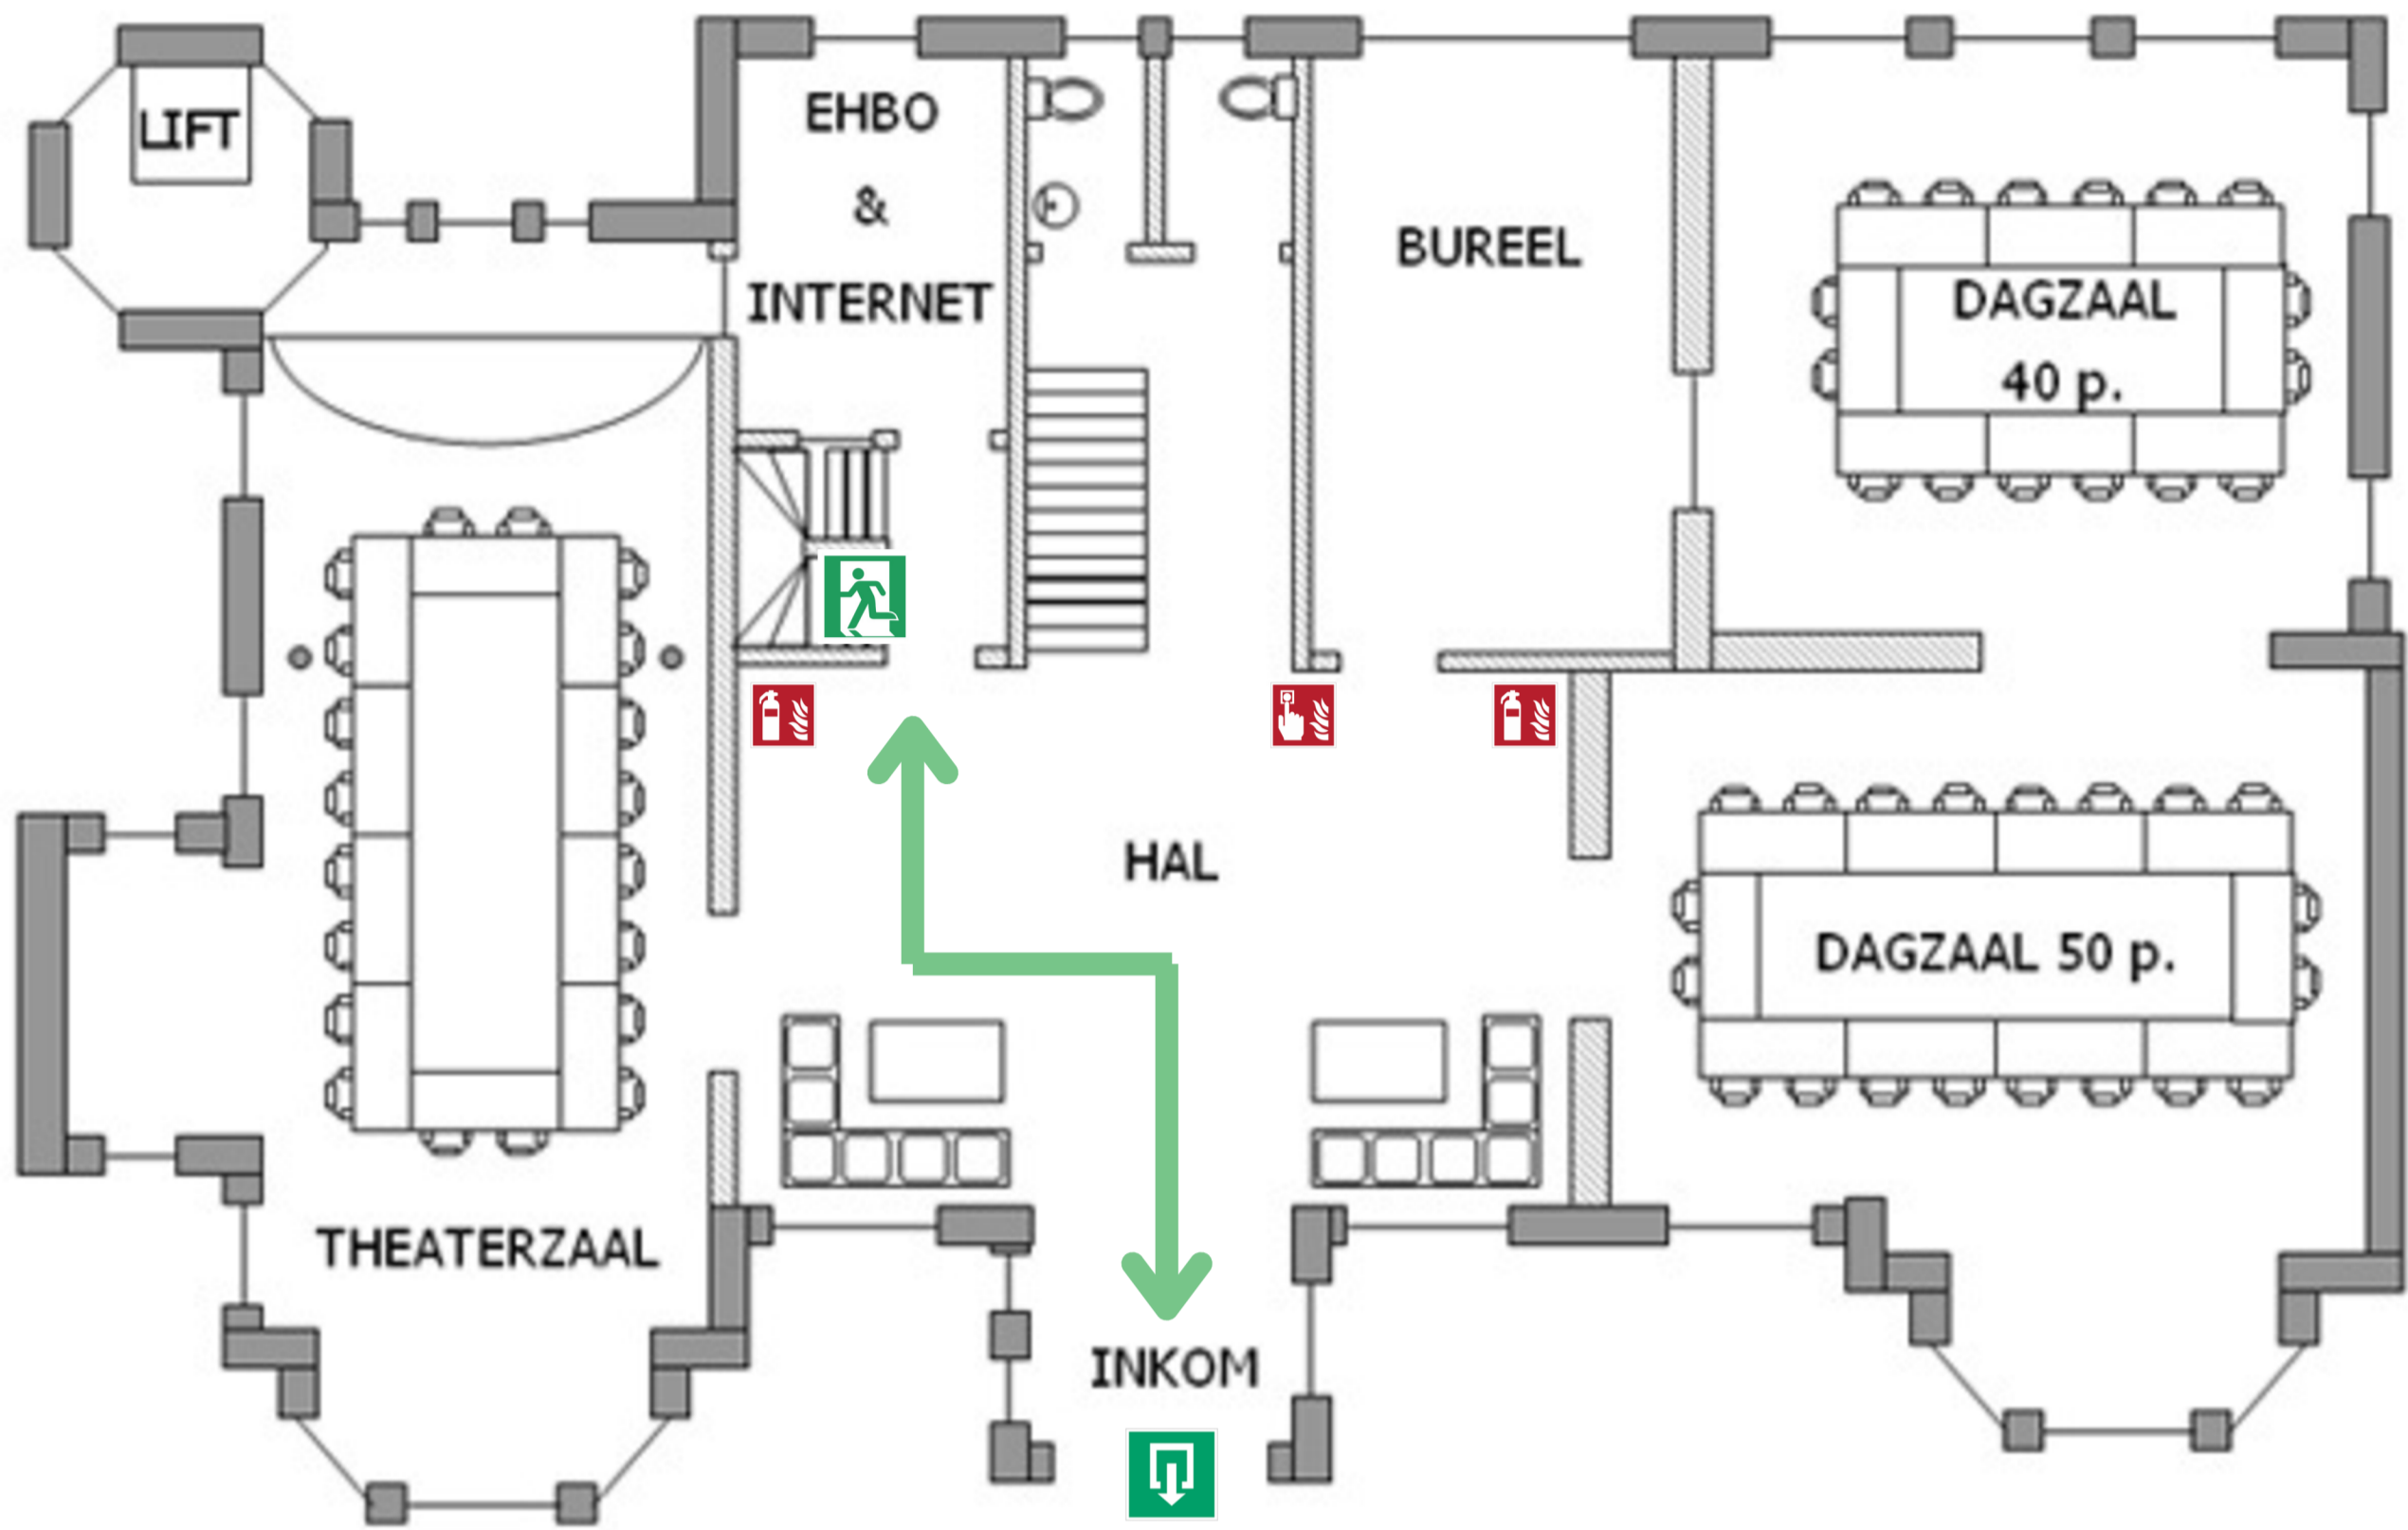 LIFT
EHBO
&
INTERNET
BUREEL
DAGZAAL
40 p.
HAL
DAGZAAL 50 p.
THEATERZAAL
INKOM